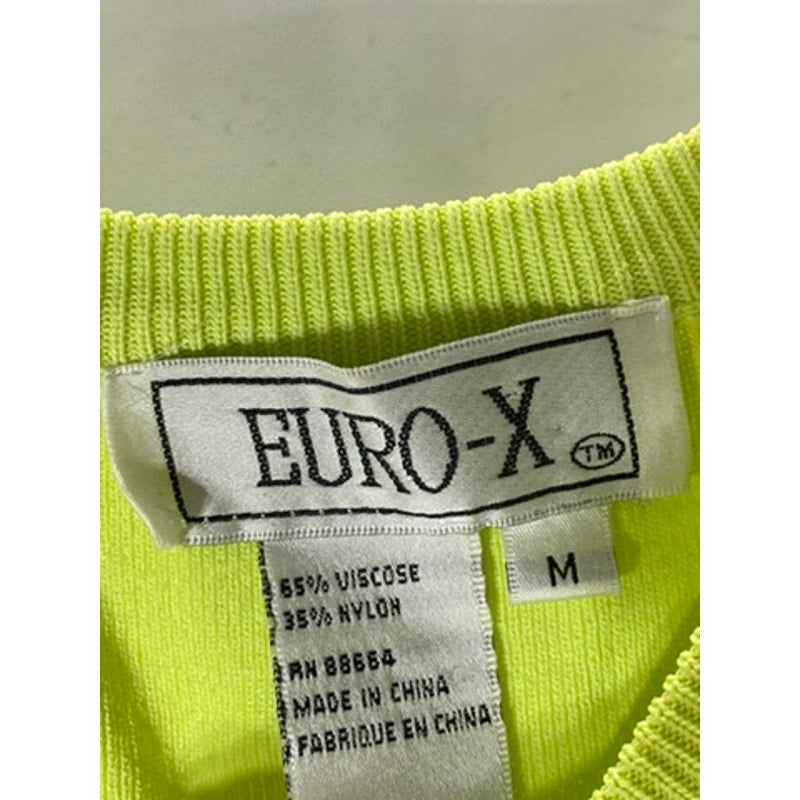 EURO-X TM
M
65% VISCOSE
35% NYLON
RN 88664
MADE IN CHINA
FABRIQUE EN CHINA